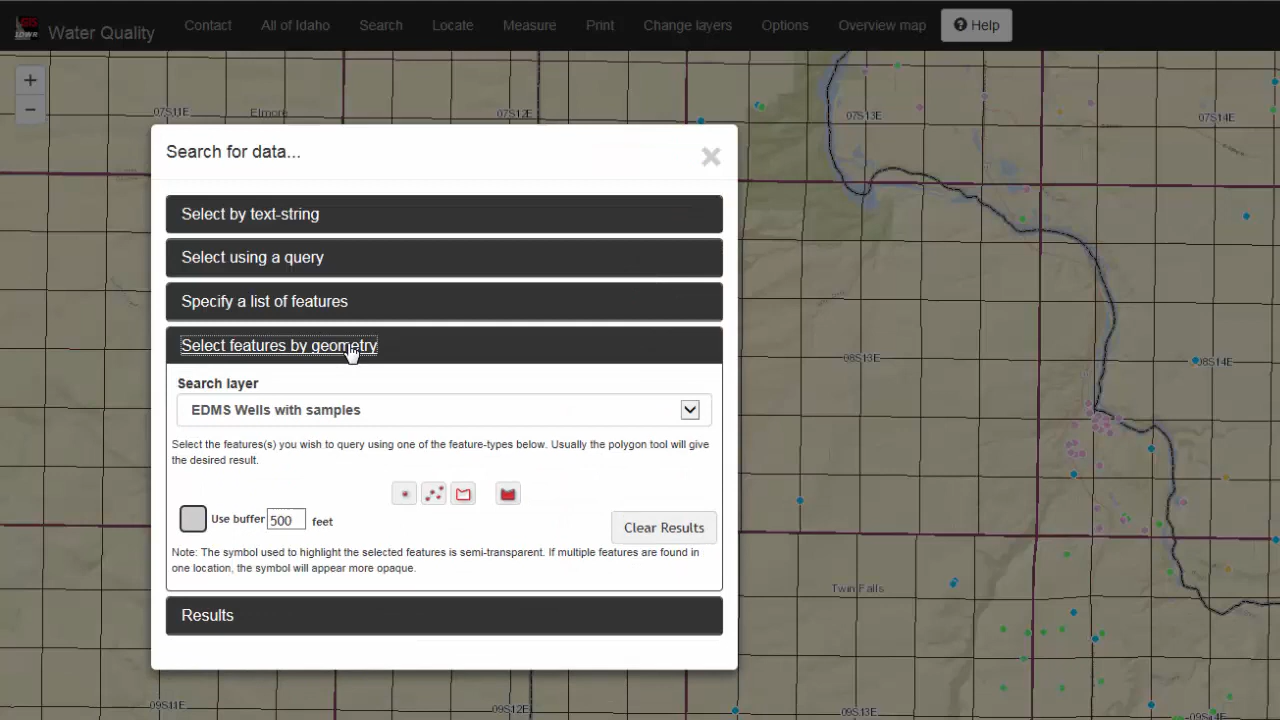 GIS
IDWR
Water Quality
Contact
All of Idaho
Search
Locate
Measure
Print
Change layers
Options
Overview map
Help
+
−
07S11E
Elmore
07S12E
07S13E
07S14E
Search for data...
×
Select by text-string
Select using a query
Specify a list of features
Select features by geometry
Search layer
EDMS Wells with samples
Select the features(s) you wish to query using one of the feature-types below. Usually the polygon tool will give
the desired result.
Use buffer 500 feet
Clear Results
Note: The symbol used to highlight the selected features is semi-transparent. If multiple features are found in
one location, the symbol will appear more opaque.
Results
08S13E
08S14E
Twin Falls
09S11E
09S12E
09S13E
09S14E